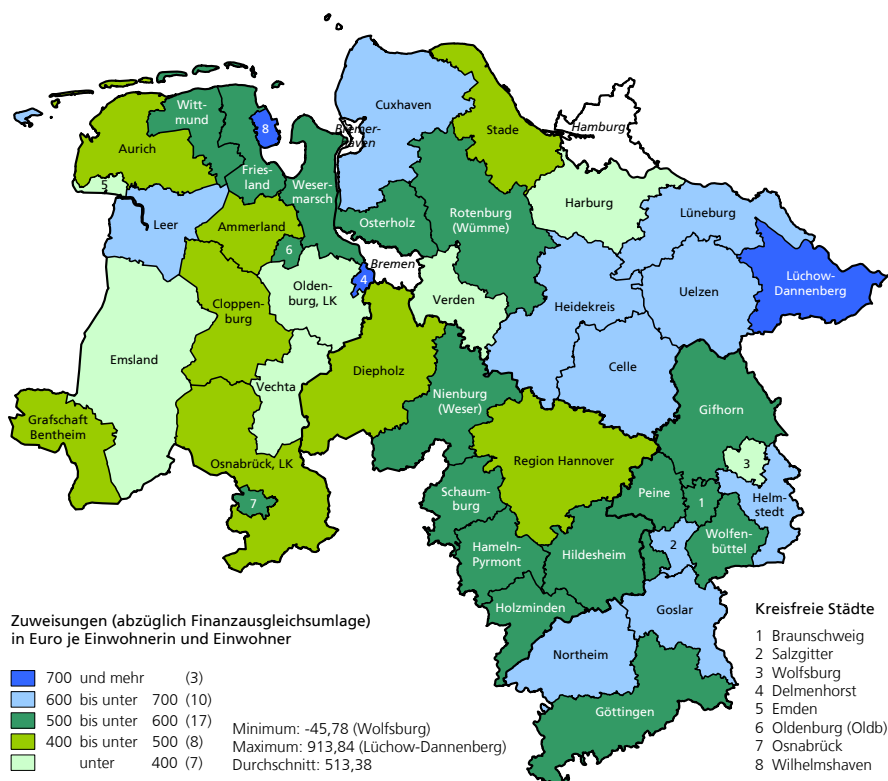 Cuxhaven
Stade
Hamburg
Bremer-
haven
Witt-
mund
8
Aurich
Fries-
land
Weser-
marsch
5
Leer
Ammerland
Osterholz
Rotenburg
(Wümme)
Harburg
Lüneburg
6
Bremen
4
Olden-
burg, LK
Verden
Heidekreis
Uelzen
Lüchow-
Dannenberg
Cloppen-
burg
Emsland
Vechta
Diepholz
Celle
Nienburg
(Weser)
Gifhorn
Grafschaft
Bentheim
Osnabrück, LK
Region Hannover
3
7
Schaum-
burg
Peine
1
Helm-
stedt
Hameln-
Pyrmont
Hildesheim
2
Wolfen-
büttel
Holzminden
Goslar
Northeim
Göttingen
Zuweisungen (abzüglich Finanzausgleichsumlage)
in Euro je Einwohnerin und Einwohner
700 und mehr (3)
600 bis unter 700 (10)
500 bis unter 600 (17)
400 bis unter 500 (8)
unter 400 (7)
Minimum: -45,78 (Wolfsburg)
Maximum: 913,84 (Lüchow-Dannenberg)
Durchschnitt: 513,38
Kreisfreie Städte
1 Braunschweig
2 Salzgitter
3 Wolfsburg
4 Delmenhorst
5 Emden
6 Oldenburg (Oldb)
7 Osnabrück
8 Wilhelmshaven